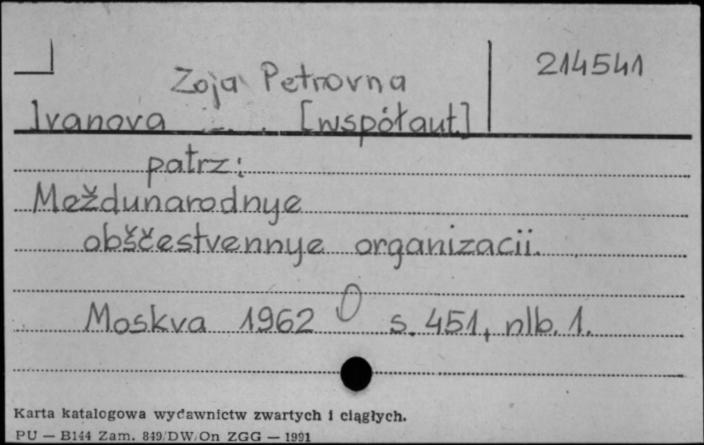 214541
Zoja Petrovna
Ivanova [współaut.]
patrz:
Meždunarodnye
obščestvennye organizacii.
Moskva 1962 s. 451, nlb. 1.
Karta katalogowa wydawnictw zwartych i ciągłych.
PU — B144 Zam. 849/DW/On ZGG — 1991